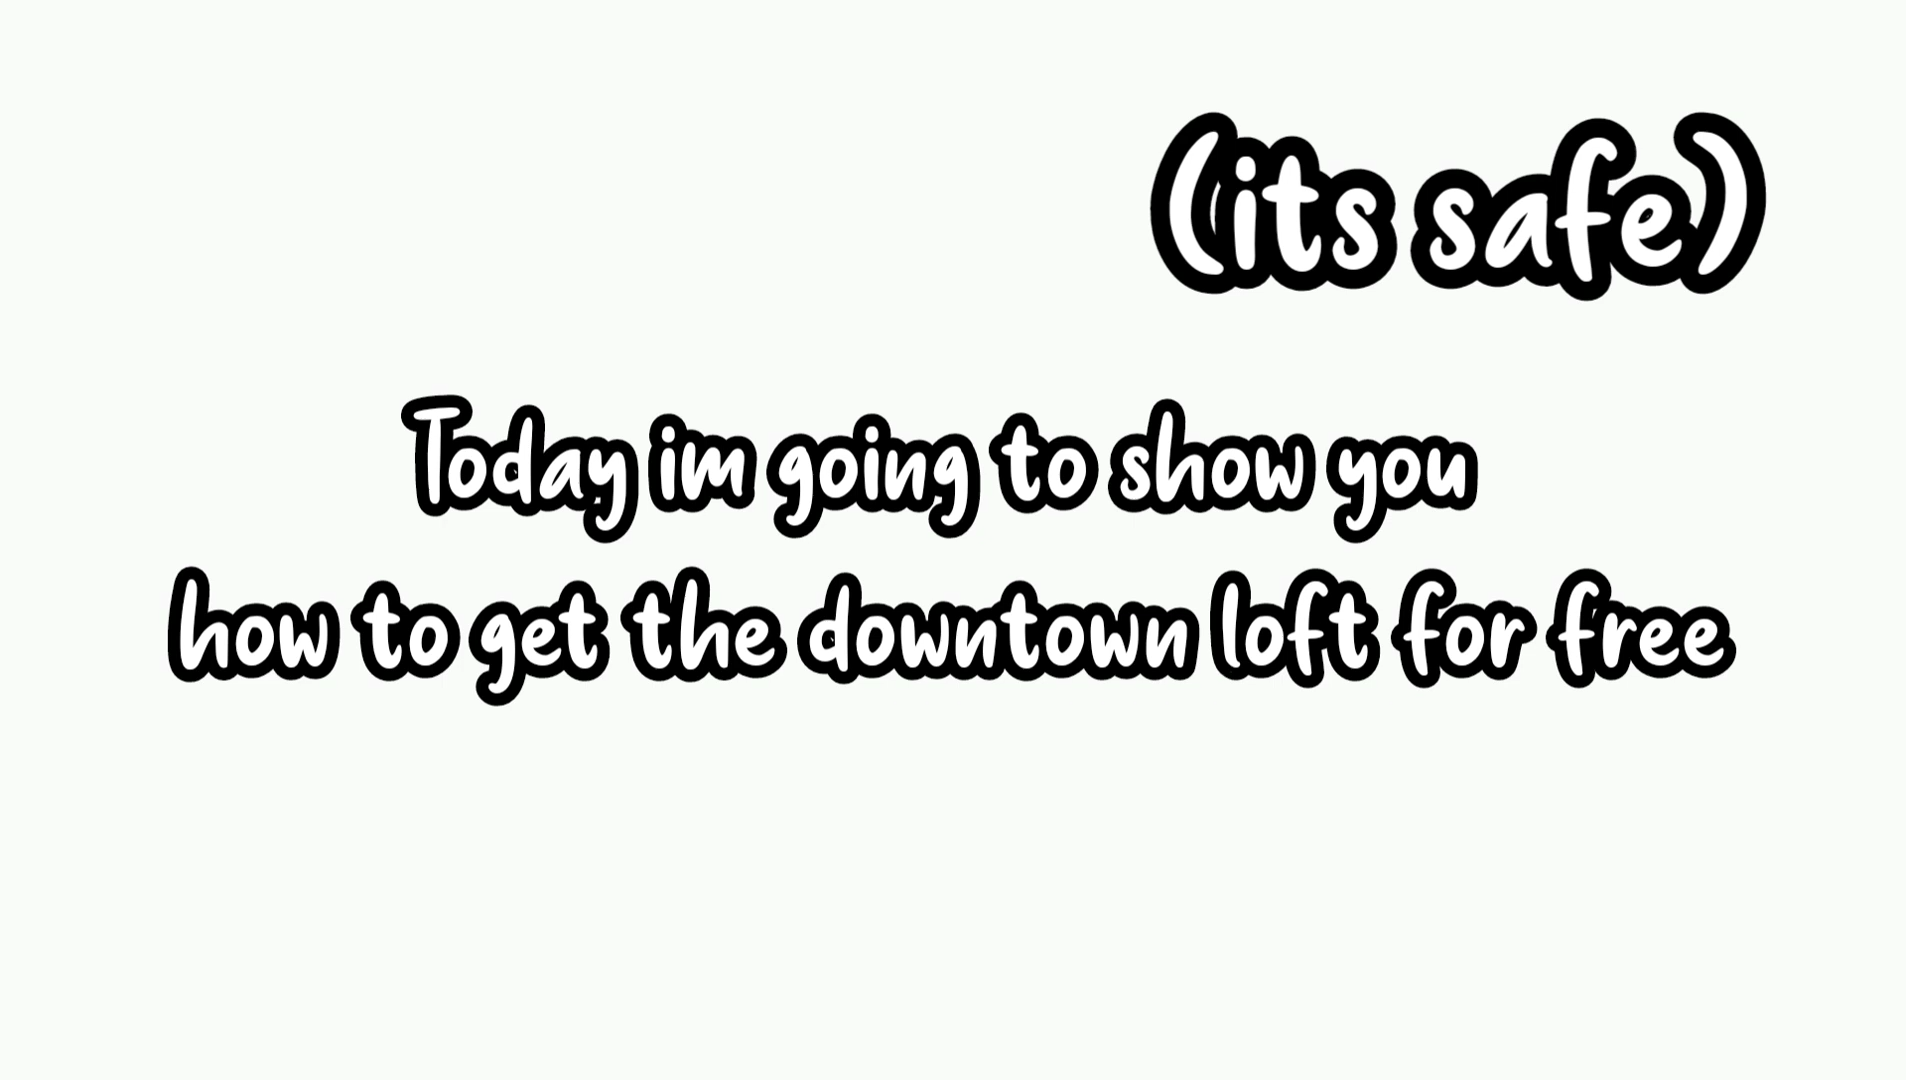 (its safe)
Today im going to show you
how to get the downtown loft for free